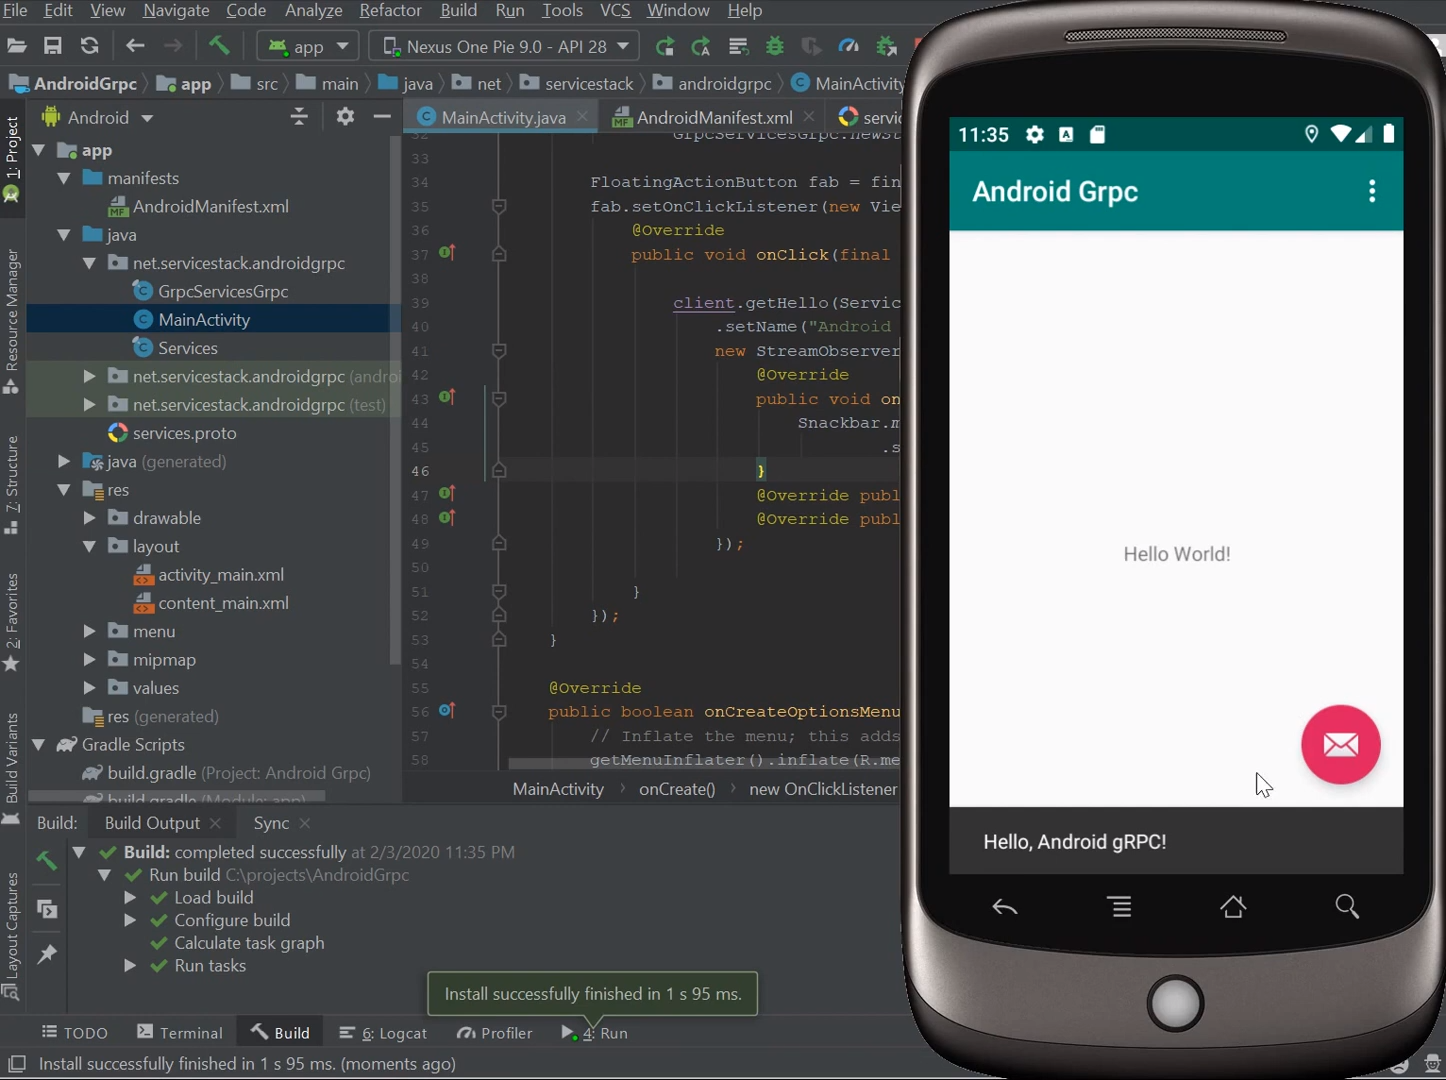 File Edit View Navigate Code Analyze Refactor Build Run Tools VCS Window Help
app Nexus One Pie 9.0 - API 28
AndroidGrpc app src main java net servicestack androidgrpc MainActivity
1: Project
Resource Manager
7: Structure
2: Favorites
Build Variants
Layout Captures
Android
app
manifests
AndroidManifest.xml
java
net.servicestack.androidgrpc
GrpcServicesGrpc
MainActivity
Services
net.servicestack.androidgrpc (andro
net.servicestack.androidgrpc (test)
services.proto
java (generated)
res
drawable
layout
activity_main.xml
content_main.xml
menu
mipmap
values
res (generated)
Gradle Scripts
build.gradle (Project: Android Grpc)
build.gradle (Module: app)
MainActivity.java AndroidManifest.xml servi
32 GrpcServicesGrpc.newSt
33
34 FloatingActionButton fab = fin
35 fab.setOnClickListener(new Vie
36 @Override
37 public void onClick(final
38
39 client.getHello(Servic
40 .setName("Android
41 new StreamObserver
42 @Override
43 public void on
44 Snackbar.m
45 .s
46 }
47 @Override publ
48 @Override publ
49 });
50
51 }
52 });
53 }
54
55 @Override
56 public boolean onCreateOptionsMenu
57 // Inflate the menu; this adds
58 getMenuInflater().inflate(R.me
MainActivity onCreate() new OnClickListener
Build: Build Output Sync
Build: completed successfully at 2/3/2020 11:35 PM
Run build C:\projects\AndroidGrpc
Load build
Configure build
Calculate task graph
Run tasks
Install successfully finished in 1 s 95 ms.
TODO Terminal Build 6: Logcat Profiler 4: Run
Install successfully finished in 1 s 95 ms. (moments ago)
11:35
Android Grpc
Hello World!
Hello, Android gRPC!